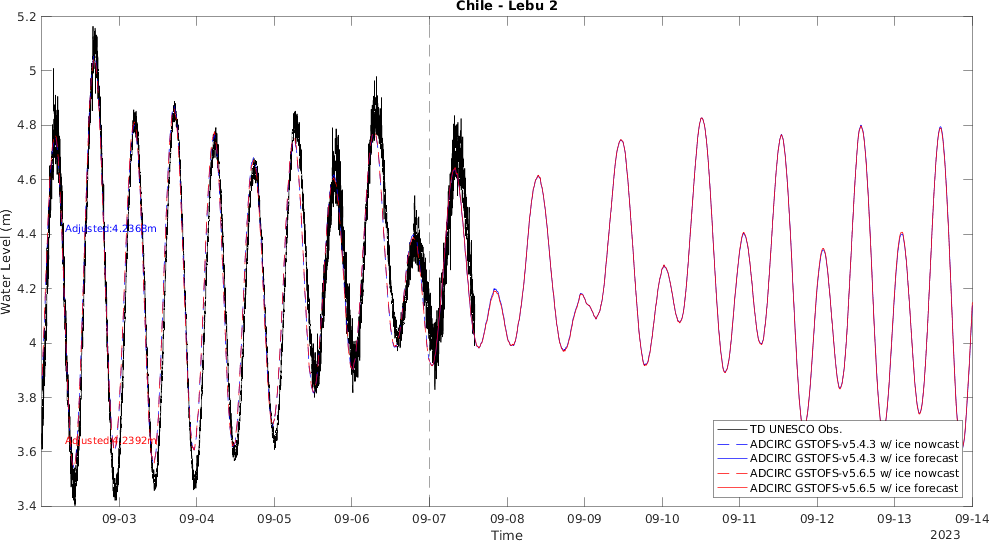 Chile - Lebu 2
Water Level (m)
5.2
5
4.8
4.6
4.4
4.2
4
3.8
3.6
3.4
Adjusted:4.2363m
Adjusted:4.2392m
TD UNESCO Obs.
ADCIRC GSTOFS-v5.4.3 w/ ice nowcast
ADCIRC GSTOFS-v5.4.3 w/ ice forecast
ADCIRC GSTOFS-v5.6.5 w/ ice nowcast
ADCIRC GSTOFS-v5.6.5 w/ ice forecast
09-03 09-04 09-05 09-06 09-07 09-08 09-09 09-10 09-11 09-12 09-13 09-14
Time
2023